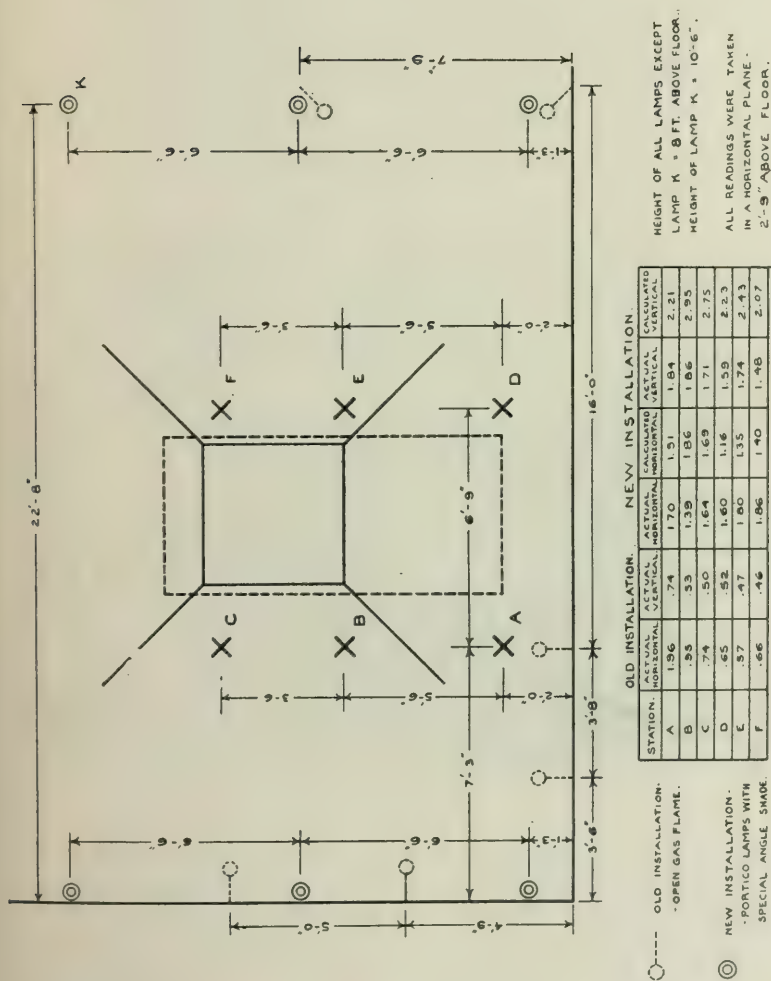 22'-8"
K
6'-6"
6'-6"
6'-6"
6'-6"
7'-9"
1'-3"
1'-3"
5'-0"
4'-9"
C
F
3'-6
3'-6"
B
E
5'-6"
5'-6"
A
D
2'-0"
2'-0"
6'-9"
7'-3"
16'-0"
3'-8"
3'-6"
OLD INSTALLATION.
- OPEN GAS FLAME.
NEW INSTALLATION-
- PORTICO LAMPS WITH
SPECIAL ANGLE SHADE.
OLD INSTALLATION. NEW INSTALLATION.
STATION. ACTUAL HORIZONTAL ACTUAL VERTICAL. ACTUAL HORIZONTAL CALCULATED HORIZONTAL ACTUAL VERTICAL CALCULATED VERTICAL
A 1.96 .74 1.70 1.91 1.84 2.21
B .53 1.39 1.86 1.86 2.95
C .74 .50 1.64 1.69 1.71 2.75
D .65 .52 1.60 1.16 1.59 2.23
E .57 .47 1.80 1.35 1.74 2.43
F .66 .46 1.86 1.40 1.48 2.07
HEIGHT OF ALL LAMPS EXCEPT
LAMP K = 8 FT. ABOVE FLOOR.
HEIGHT OF LAMP K = 10'-6".
ALL READINGS WERE TAKEN
IN A HORIZONTAL PLANE -
2'-9" ABOVE FLOOR.